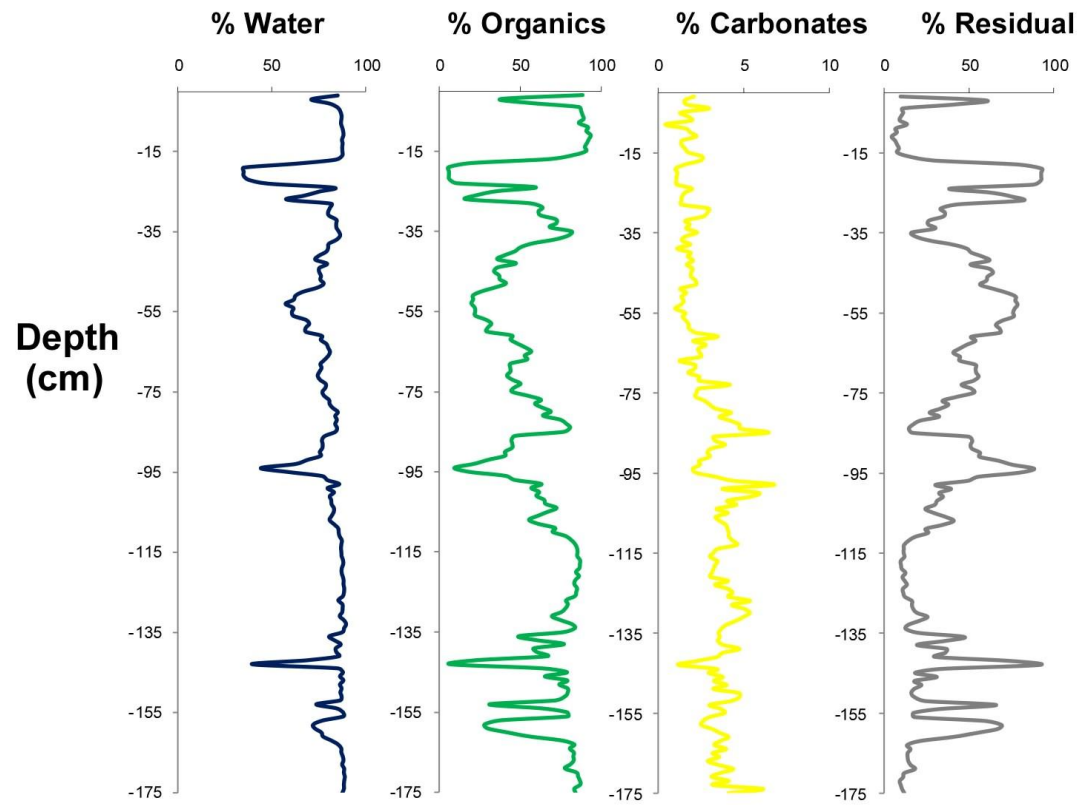 % Water % Organics % Carbonates % Residual
0 50 100 0 50 100 0 5 10 0 50 100
-15 -15 -15 -15
-35 -35 -35 -35
-55 -55 -55 -55
Depth
(cm)
-75 -75 -75 -75
-95 -95 -95 -95
-115 -115 -115 -115
-135 -135 -135 -135
-155 -155 -155 -155
-175 -175 -175 -175